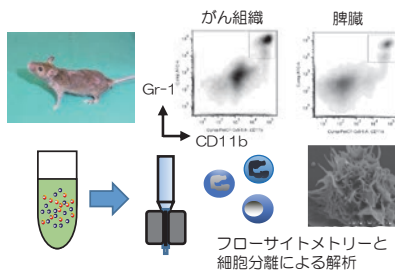 がん組織
脾臓
Gr-1
CD11b
フローサイトメトリーと
細胞分離による解析